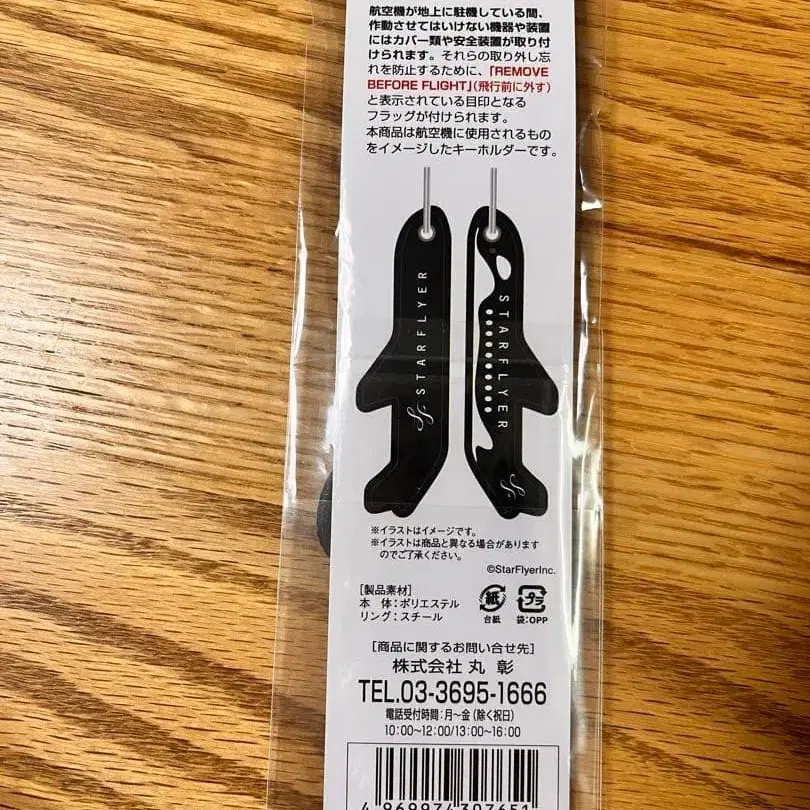 航空機が地上に駐機している間、
作動させてはいけない機器や装置
にはカバー類や安全装置が取り付
けられます。それらの取り外し忘
れを防止するために、「REMOVE
BEFORE FLIGHT」(飛行前に外す)
と表示されている目印となる
フラッグが付けられます。
本商品は航空機に使用されるもの
をイメージしたキーホルダーです。
STARFLYER
STARFLYER
※イラストはイメージです。
※イラストは商品と異なる場合があります
のでご了承ください。
©StarFlyerInc.
[製品素材]
本 体:ポリエステル
リング:スチール
紙
台紙
プラ
袋:OPP
[商品に関するお問い合せ先]
株式会社 丸 彰
TEL.03-3695-1666
電話受付時間:月~金(除く祝日)
10:00~12:00/13:00~16:00
4 969974 307651